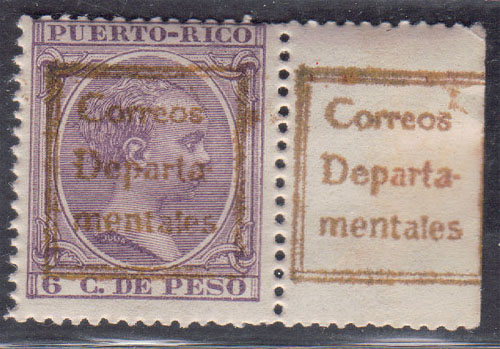 PUERTO-RICO
Correos
Departa-
mentales
6 C. DE PESO
Correos
Departa-
mentales